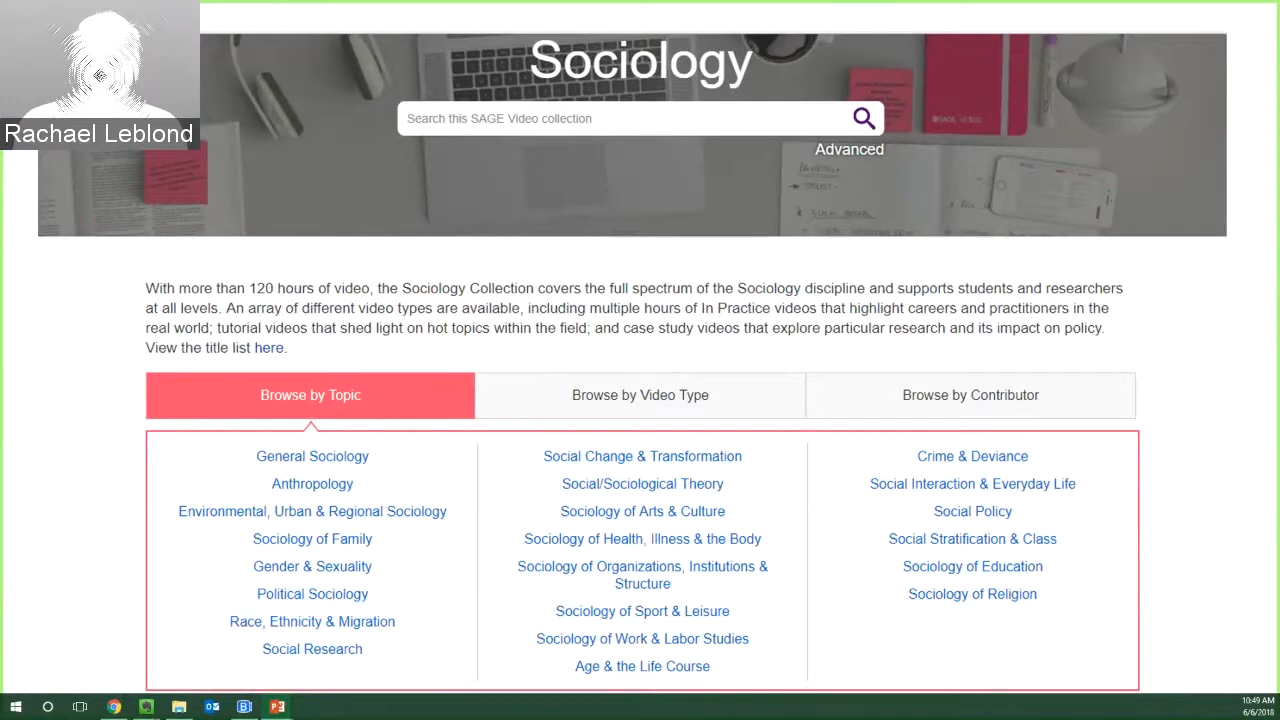 Sociology
Search this SAGE Video collection
Advanced
Rachael Leblond
With more than 120 hours of video, the Sociology Collection covers the full spectrum of the Sociology discipline and supports students and researchers
at all levels. An array of different video types are available, including multiple hours of In Practice videos that highlight careers and practitioners in the
real world; tutorial videos that shed light on hot topics within the field; and case study videos that explore particular research and its impact on policy.
View the title list here.
Browse by Topic
Browse by Video Type
Browse by Contributor
General Sociology
Anthropology
Environmental, Urban & Regional Sociology
Sociology of Family
Gender & Sexuality
Political Sociology
Race, Ethnicity & Migration
Social Research
Social Change & Transformation
Social/Sociological Theory
Sociology of Arts & Culture
Sociology of Health, Illness & the Body
Sociology of Organizations, Institutions &
Structure
Sociology of Sport & Leisure
Sociology of Work & Labor Studies
Age & the Life Course
Crime & Deviance
Social Interaction & Everyday Life
Social Policy
Social Stratification & Class
Sociology of Education
Sociology of Religion
10:49 AM
6/6/2018